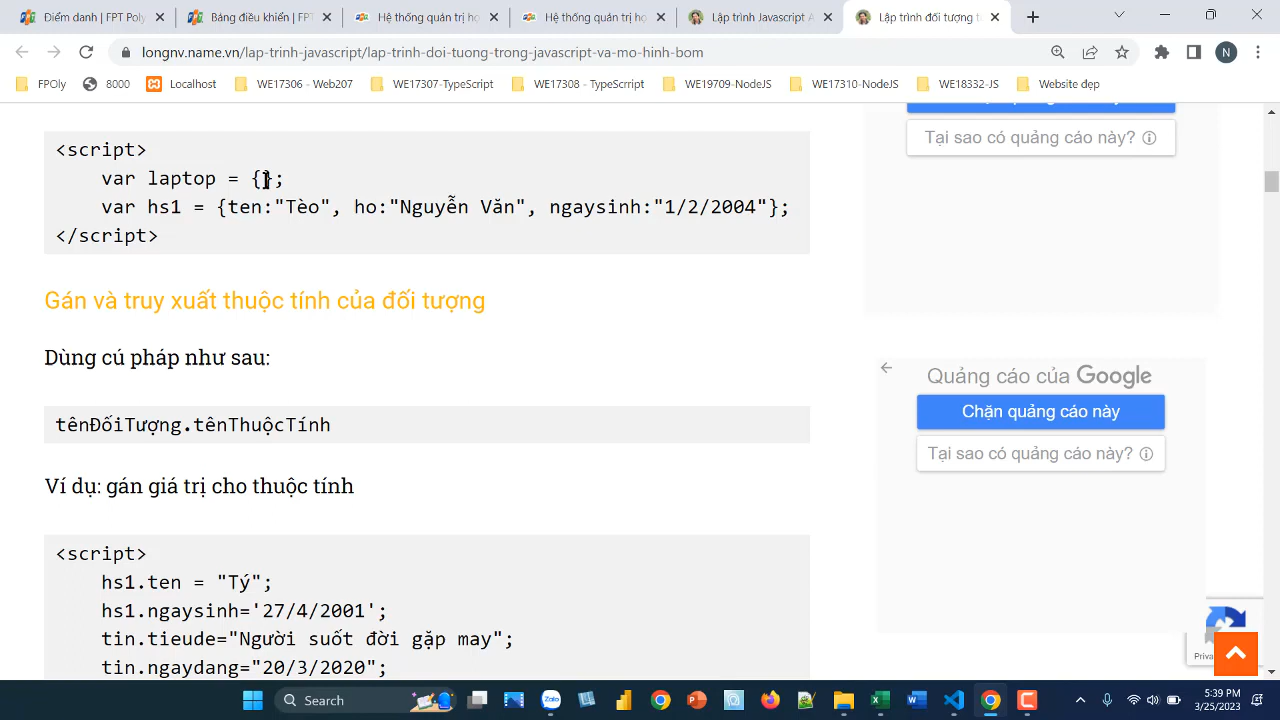 Điểm danh | FPT Poly
Bảng điều khiển | FPT
Hệ thống quản trị họ
Hệ thống quản trị họ
Lập trình Javascript A
Lập trình đối tượng t
longnv.name.vn/lap-trinh-javascript/lap-trinh-doi-tuong-trong-javascript-va-mo-hinh-bom
N
FPOly
8000
Localhost
WE17306 - Web207
WE17307-TypeScript
WE17308 - TypeScrript
WE19709-NodeJS
WE17310-NodeJS
WE18332-JS
Website đẹp
<script>
var laptop = {};
var hs1 = {ten:"Tèo", ho:"Nguyễn Văn", ngaysinh:"1/2/2004"};
</script>
Gán và truy xuất thuộc tính của đối tượng
Dùng cú pháp như sau:
tênĐốiTượng.tênThuộcTính
Ví dụ: gán giá trị cho thuộc tính
<script>
hs1.ten = "Tý";
hs1.ngaysinh='27/4/2001';
tin.tieude="Người suốt đời gặp may";
tin.ngaydang="20/3/2020";
Tại sao có quảng cáo này?
Quảng cáo của Google
Chặn quảng cáo này
Tại sao có quảng cáo này?
Search
Zalo
5:39 PM
3/25/2023